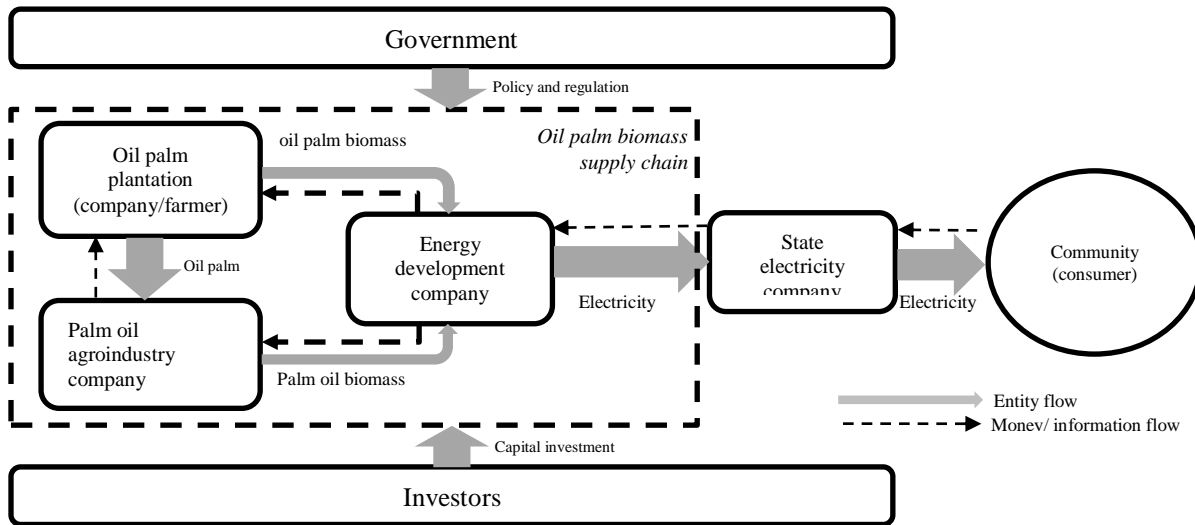 Government
Policy and regulation
Oil palm biomass
supply chain
Oil palm
plantation
(company/farmer)
oil palm biomass
Oil palm
Energy
development
company
Electricity
State
electricity
company
Electricity
Community
(consumer)
Palm oil
agroindustry
company
Palm oil biomass
Entity flow
Money/ information flow
Capital investment
Investors